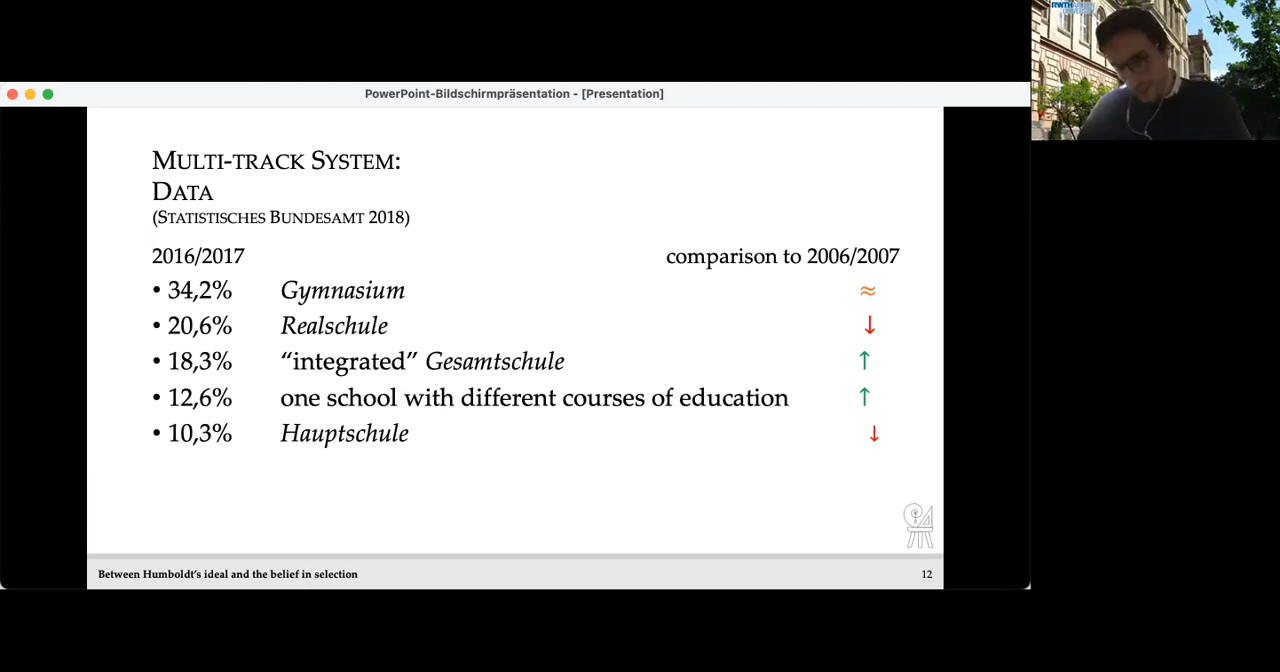 RWTH
PowerPoint-Bildschirmpräsentation - [Presentation]
Multi-track System:
Data
(Statistisches Bundesamt 2018)
2016/2017 comparison to 2006/2007
• 34,2% Gymnasium ≈
• 20,6% Realschule ↓
• 18,3% “integrated” Gesamtschule ↑
• 12,6% one school with different courses of education ↑
• 10,3% Hauptschule ↓
Between Humboldt's ideal and the belief in selection 12